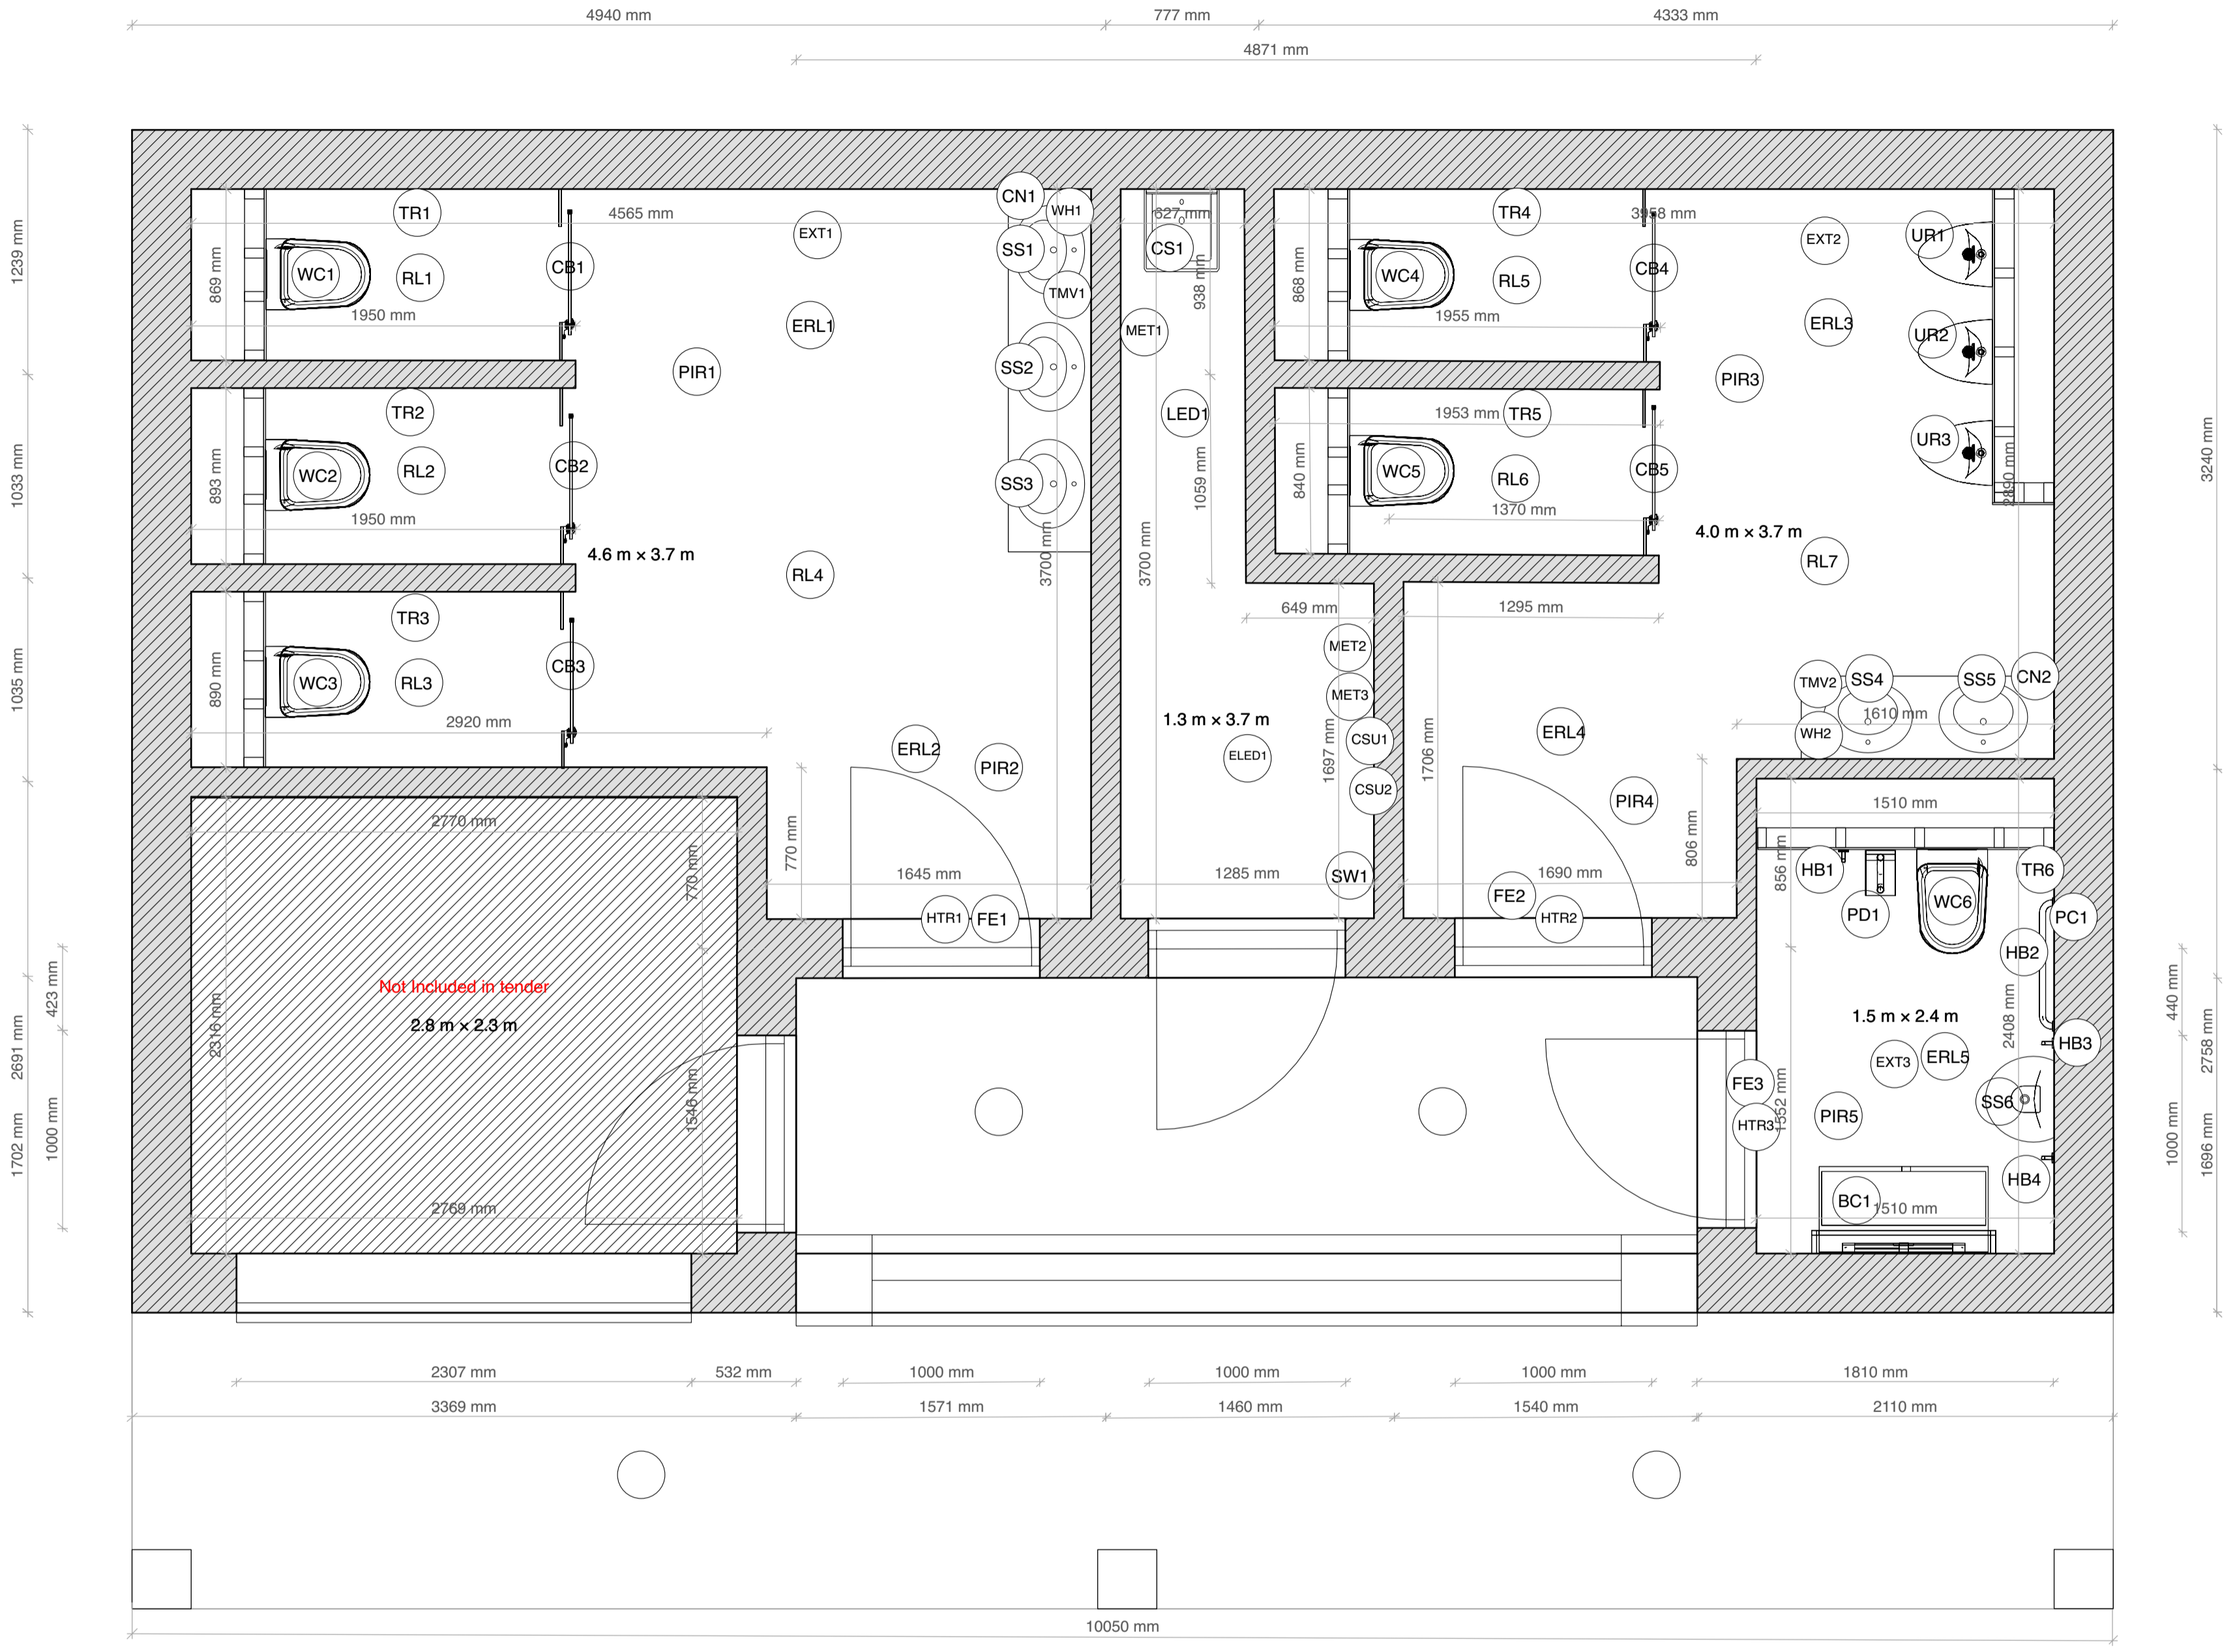 4940 mm
777 mm
4333 mm
4871 mm
1239 mm
1033 mm
1035 mm
2691 mm
1702 mm
423 mm
1000 mm
3240 mm
2758 mm
1696 mm
440 mm
1000 mm
TR1
4565 mm
EXT1
CN1
WH1
SS1
TMV1
WC1
RL1
CB1
869 mm
1950 mm
ERL1
PIR1
SS2
TR2
WC2
RL2
CB2
893 mm
1950 mm
SS3
4.6 m × 3.7 m
3700 mm
RL4
TR3
WC3
RL3
CB3
890 mm
2920 mm
ERL2
PIR2
770 mm
1645 mm
HTR1
FE1
627 mm
CS1
938 mm
MET1
LED1
1059 mm
3700 mm
649 mm
MET2
MET3
1.3 m × 3.7 m
CSU1
ELED1
1697 mm
CSU2
1285 mm
SW1
TR4
3958 mm
EXT2
UR1
WC4
RL5
CB4
868 mm
1955 mm
ERL3
UR2
PIR3
1953 mm
TR5
UR3
WC5
RL6
CB5
840 mm
1370 mm
2890 mm
4.0 m × 3.7 m
RL7
1295 mm
TMV2
SS4
SS5
CN2
1610 mm
WH2
ERL4
1706 mm
PIR4
806 mm
1690 mm
FE2
HTR2
1510 mm
856 mm
HB1
TR6
PD1
WC6
PC1
HB2
1.5 m × 2.4 m
2408 mm
HB3
EXT3
ERL5
FE3
SS6
1552 mm
PIR5
HTR3
HB4
BC1
1510 mm
2770 mm
770 mm
Not Included in tender
2.8 m × 2.3 m
2316 mm
1546 mm
2769 mm
2307 mm
532 mm
1000 mm
1000 mm
1000 mm
1810 mm
3369 mm
1571 mm
1460 mm
1540 mm
2110 mm
10050 mm